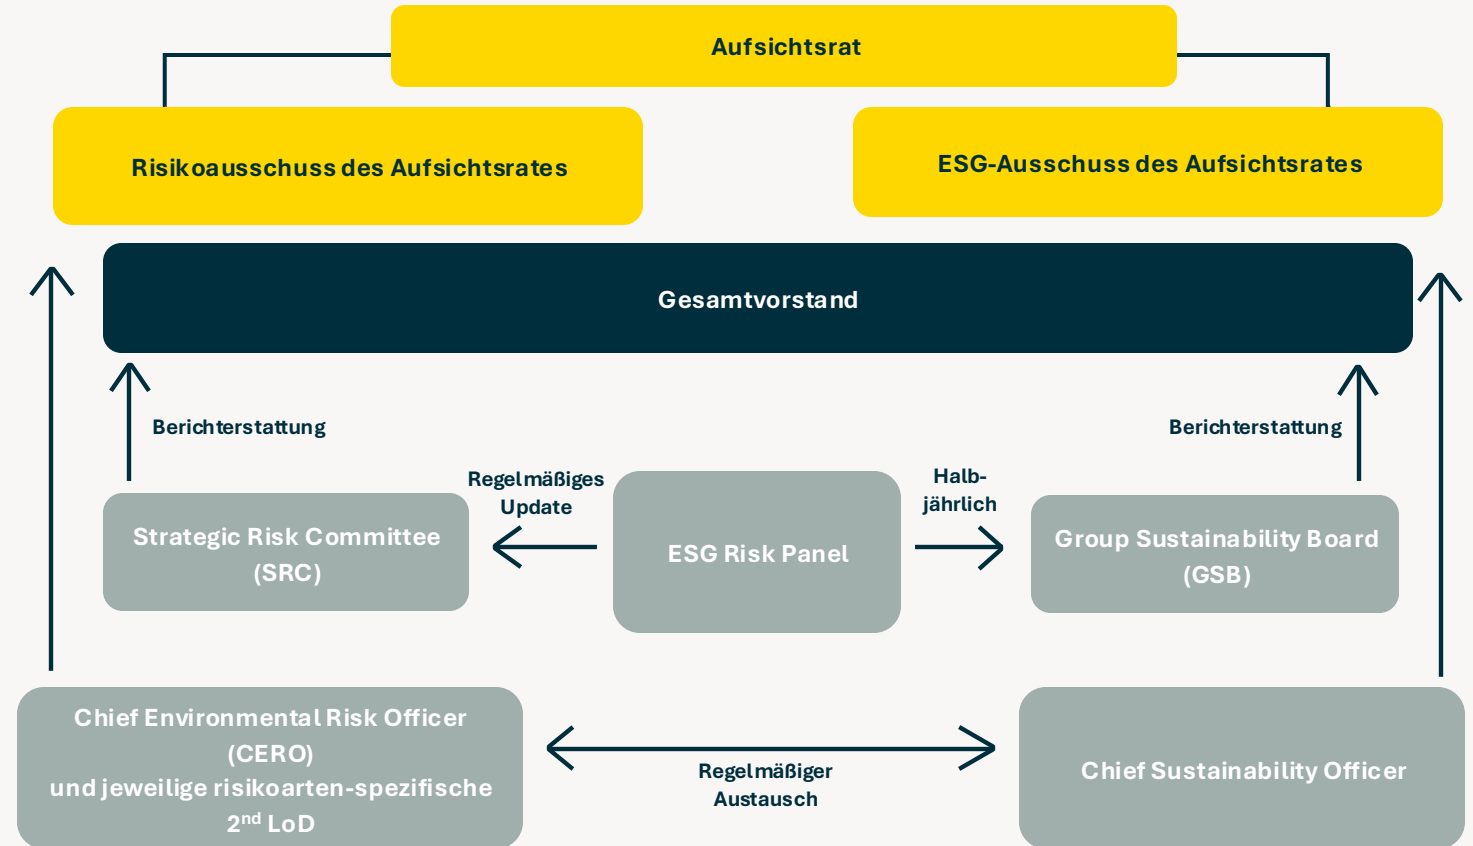 Aufsichtsrat
Risikoausschuss des Aufsichtsrates
ESG-Ausschuss des Aufsichtsrates
Gesamtvorstand
Berichterstattung
Berichterstattung
Regelmäßiges
Update
Halb-
jährlich
Strategic Risk Committee
(SRC)
ESG Risk Panel
Group Sustainability Board
(GSB)
Chief Environmental Risk Officer
(CERO)
und jeweilige risikoarten-spezifische
2nd LoD
Regelmäßiger
Austausch
Chief Sustainability Officer